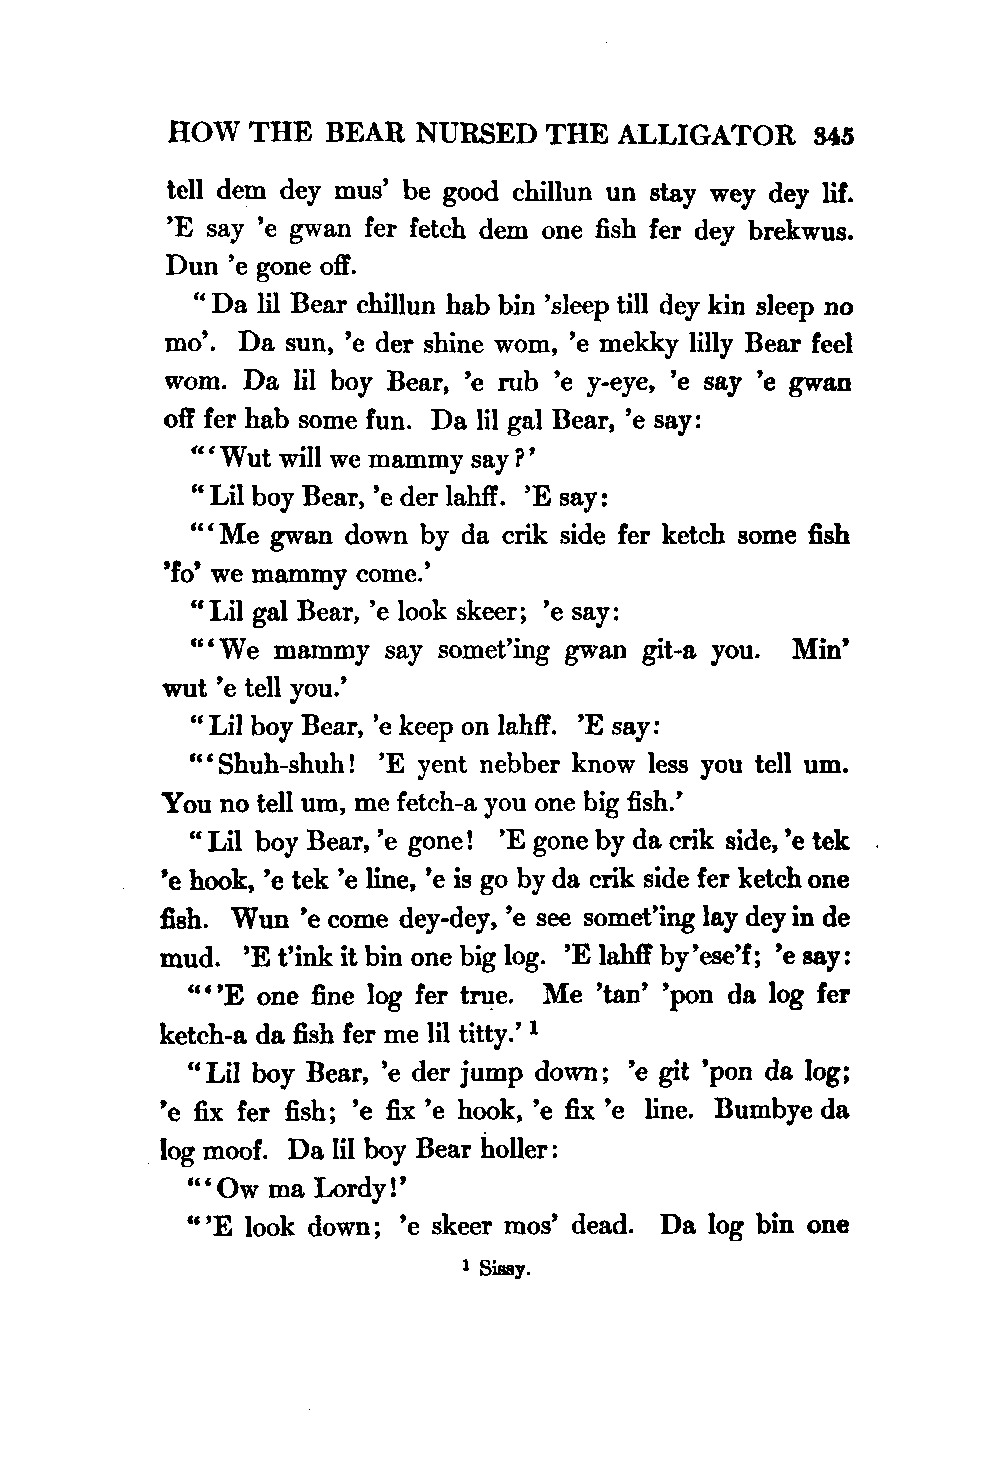 HOW THE BEAR NURSED THE ALLIGATOR 345
tell dem dey mus' be good chillun un stay wey dey lif.
'E say 'e gwan fer fetch dem one fish fer dey brekwus.
Dun 'e gone off.
"Da lil Bear chillun hab bin 'sleep till dey kin sleep no
mo'. Da sun, 'e der shine wom, 'e mekky lilly Bear feel
wom. Da lil boy Bear, 'e rub 'e y-eye, 'e say 'e gwan
off fer hab some fun. Da lil gal Bear, 'e say:
"'Wut will we mammy say?'
"Lil boy Bear, 'e der lahff. 'E say:
"'Me gwan down by da crik side fer ketch some fish
'fo' we mammy come.'
"Lil gal Bear, 'e look skeer; 'e say:
"'We mammy say somet'ing gwan git-a you. Min'
wut 'e tell you.'
"Lil boy Bear, 'e keep on lahff. 'E say:
"'Shuh-shuh! 'E yent nebber know less you tell um.
You no tell um, me fetch-a you one big fish.'
"Lil boy Bear, 'e gone! 'E gone by da crik side, 'e tek
'e hook, 'e tek 'e line, 'e is go by da crik side fer ketch one
fish. Wun 'e come dey-dey, 'e see somet'ing lay dey in de
mud. 'E t'ink it bin one big log. 'E lahff by 'ese'f; 'e say:
"''E one fine log fer true. Me 'tan' 'pon da log fer
ketch-a da fish fer me lil titty.' 1
"Lil boy Bear, 'e der jump down; 'e git 'pon da log;
'e fix fer fish; 'e fix 'e hook, 'e fix 'e line. Bumbye da
log moof. Da lil boy Bear holler:
"'Ow ma Lordy!'
"'E look down; 'e skeer mos' dead. Da log bin one
1 Sissy.